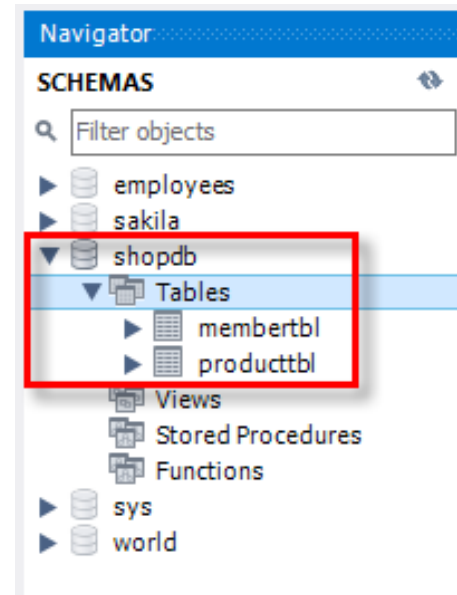 Navigator
SCHEMAS
Filter objects
employees
sakila
shopdb
Tables
membertbl
producttbl
Views
Stored Procedures
Functions
sys
world